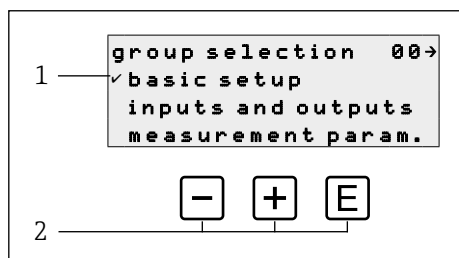 group selection 00→
1
✓basic setup
inputs and outputs
measurement param.
- + E
2